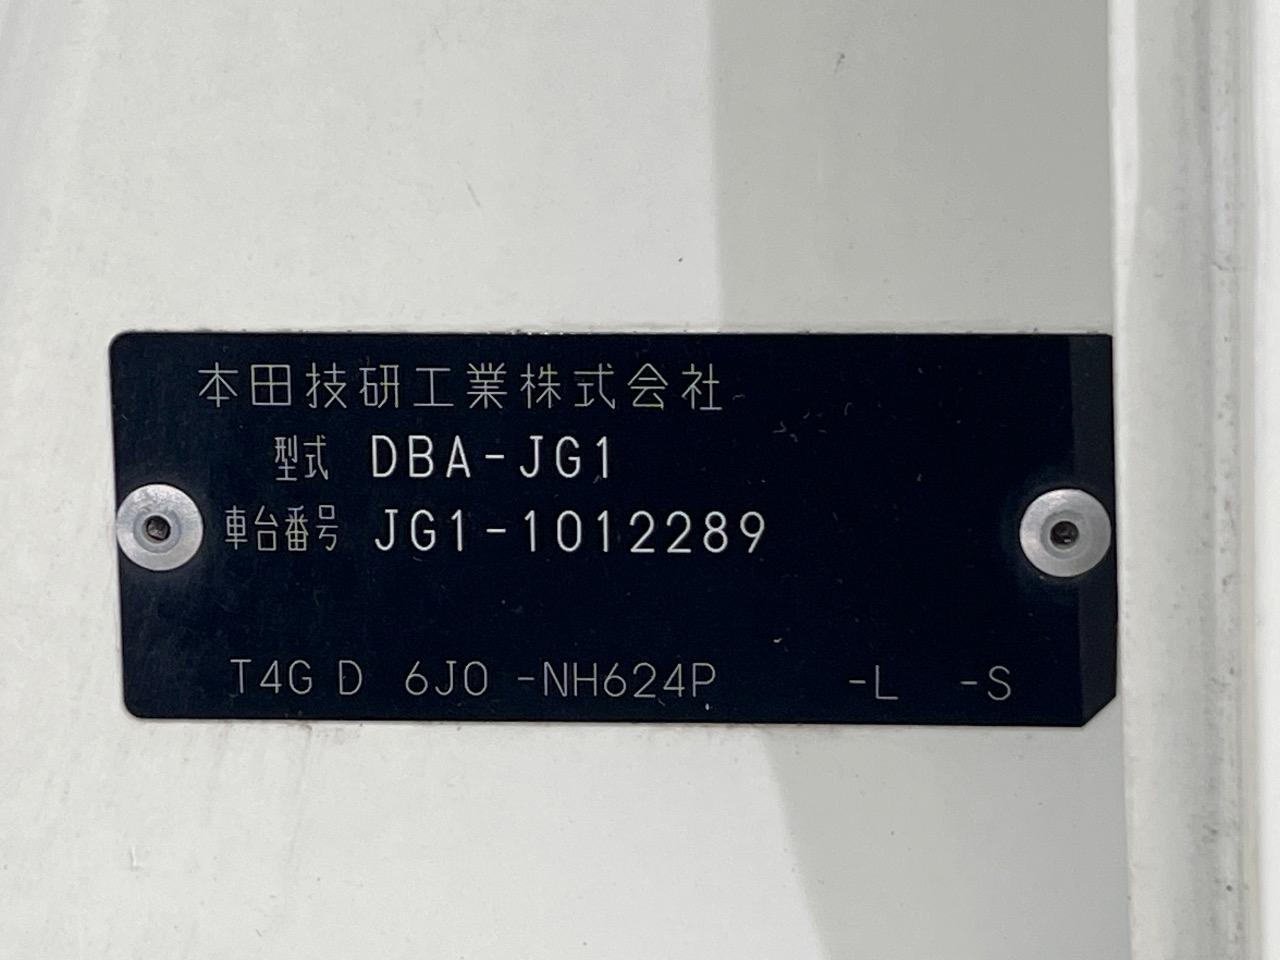 本田技研工業株式会社
型式 DBA-JG1
車台番号 JG1-1012289
T4G D 6J0 -NH624P -L -S